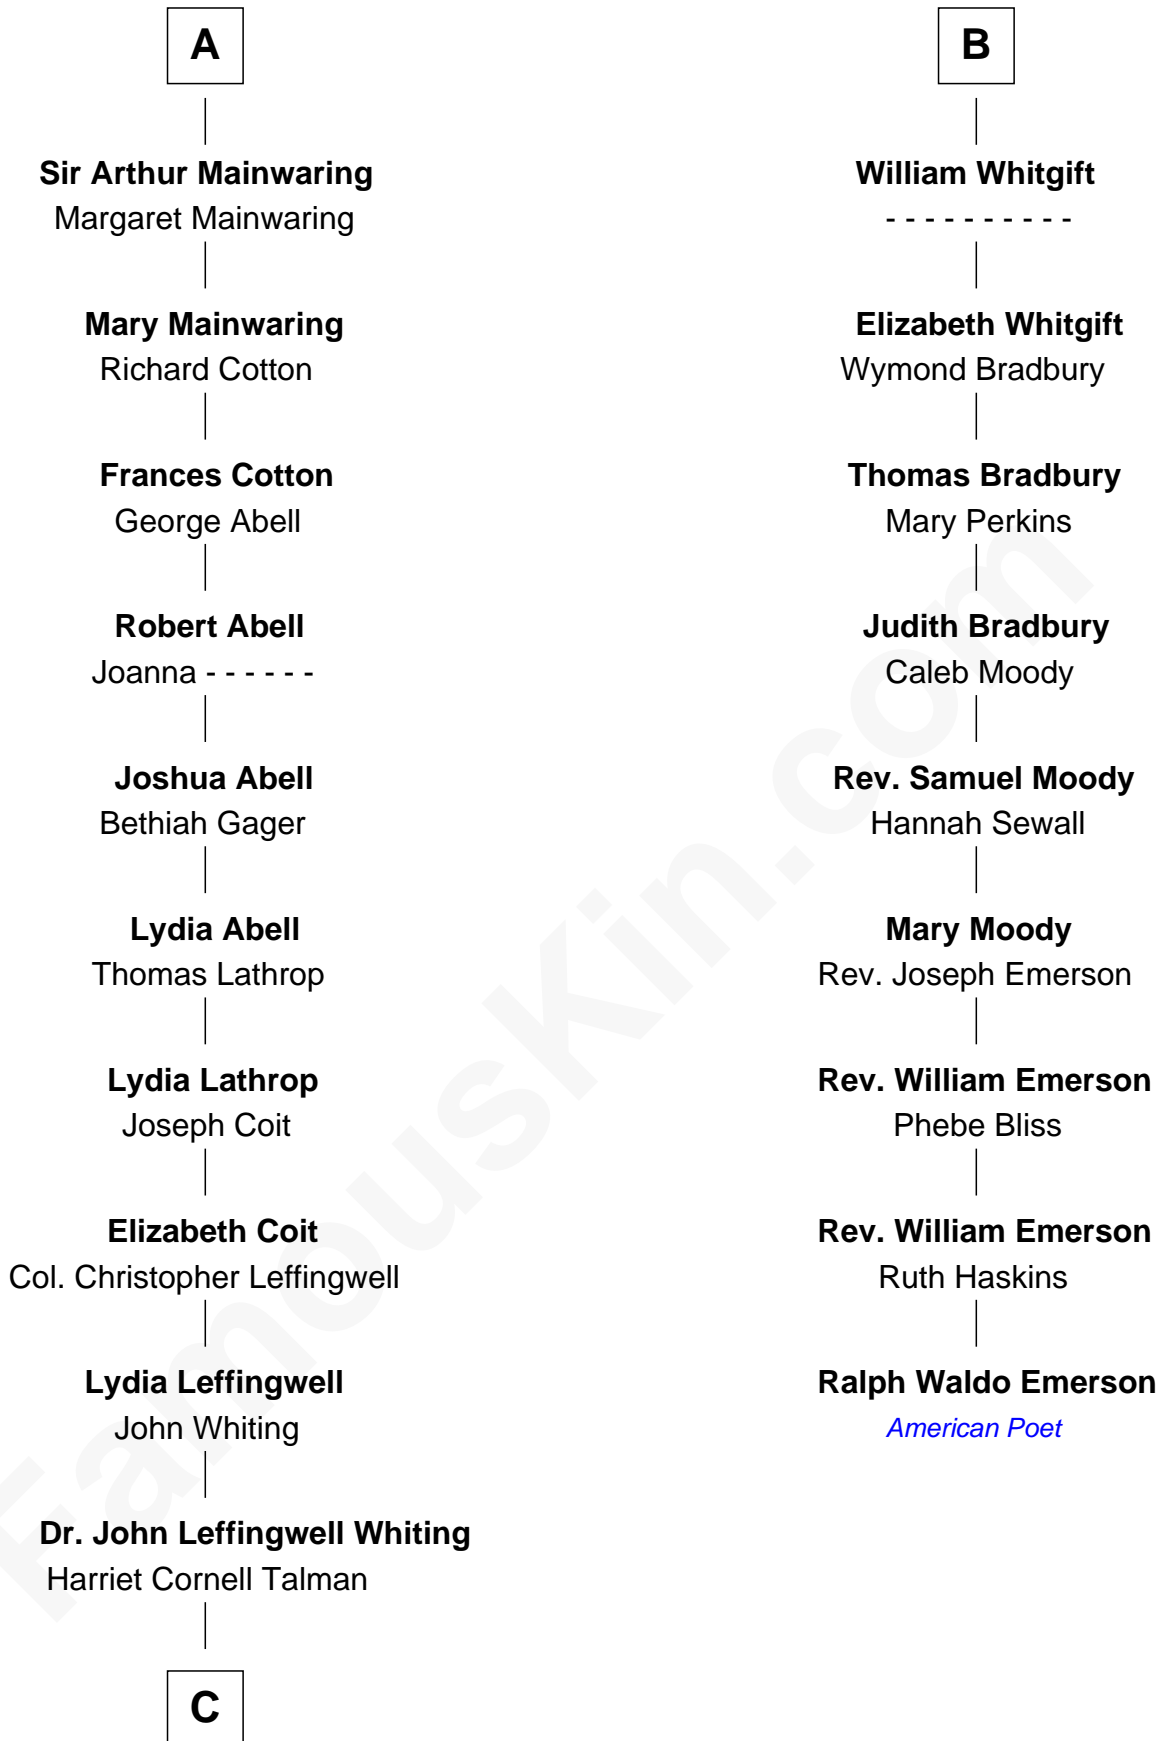 A
Sir Arthur Mainwaring
Margaret Mainwaring
Mary Mainwaring
Richard Cotton
Frances Cotton
George Abell
Robert Abell
Joanna - - - - - -
Joshua Abell
Bethiah Gager
Lydia Abell
Thomas Lathrop
Lydia Lathrop
Joseph Coit
Elizabeth Coit
Col. Christopher Leffingwell
Lydia Leffingwell
John Whiting
Dr. John Leffingwell Whiting
Harriet Cornell Talman
C
B
William Whitgift
- - - - - - - - - -
Elizabeth Whitgift
Wymond Bradbury
Thomas Bradbury
Mary Perkins
Judith Bradbury
Caleb Moody
Rev. Samuel Moody
Hannah Sewall
Mary Moody
Rev. Joseph Emerson
Rev. William Emerson
Phebe Bliss
Rev. William Emerson
Ruth Haskins
Ralph Waldo Emerson
American Poet
FamousKin.com